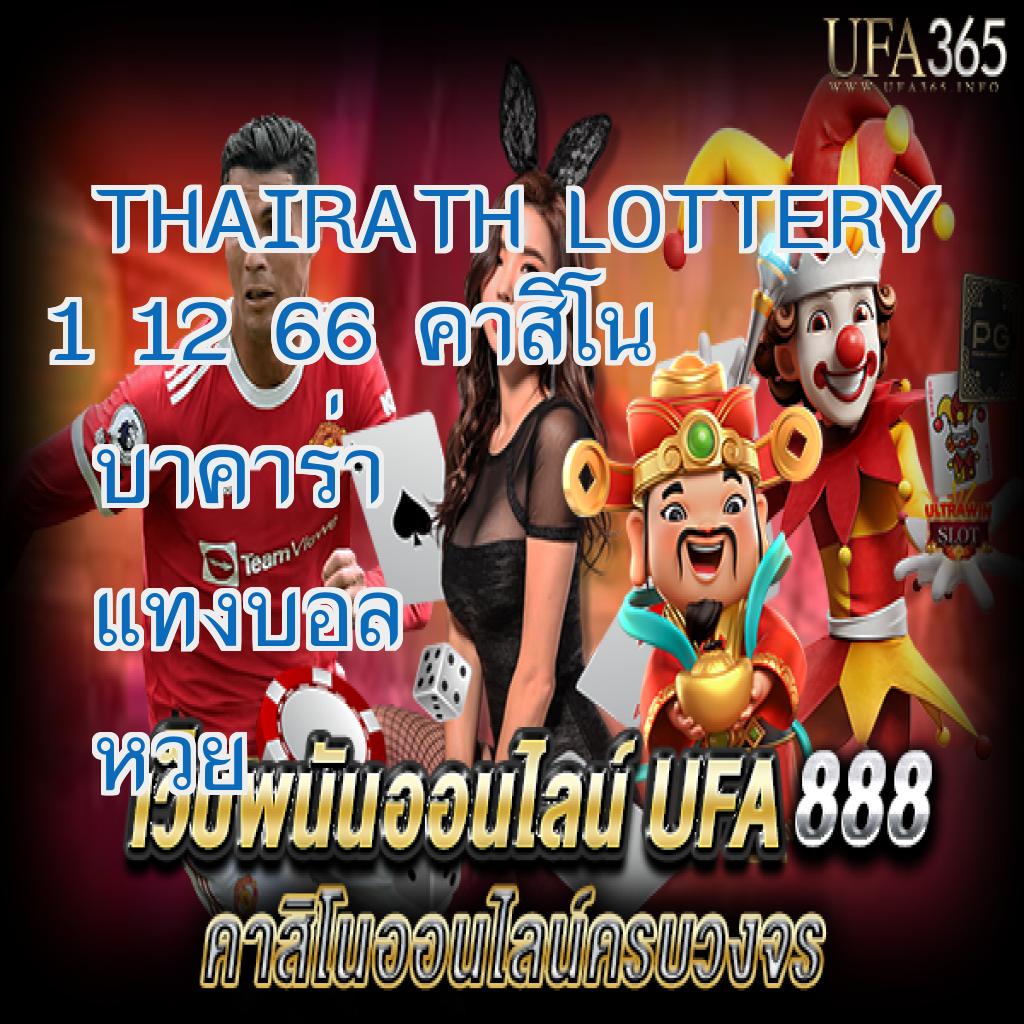 UFA365
WWW.UFA365.INFO
THAIRATH LOTTERY
1 12 66 คาสิโน
บาคาร่า
แทงบอล
หวย
TeamViewer
PG
ULTRAWIN
SLOT
เว็บพนันออนไลน์ UFA 888
คาสิโนออนไลน์ครบวงจร